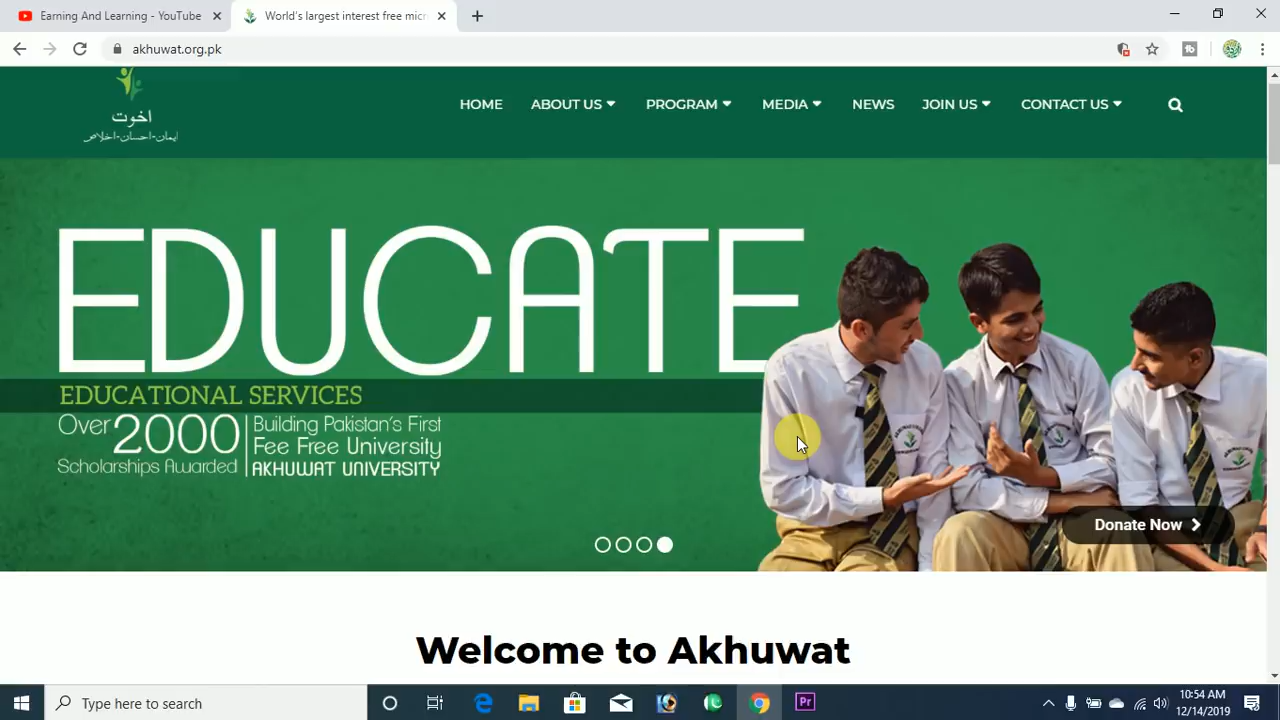 Earning And Learning - YouTube
World's largest interest free micr
akhuwat.org.pk
اخوت
ایمان-احسان-اخلاص
HOME ABOUT US PROGRAM MEDIA NEWS JOIN US CONTACT US
EDUCATE
EDUCATIONAL SERVICES
Over 2000
Scholarships Awarded
Building Pakistan's First
Fee Free University
AKHUWAT UNIVERSITY
Donate Now
Welcome to Akhuwat
Type here to search
Pr
10:54 AM
12/14/2019